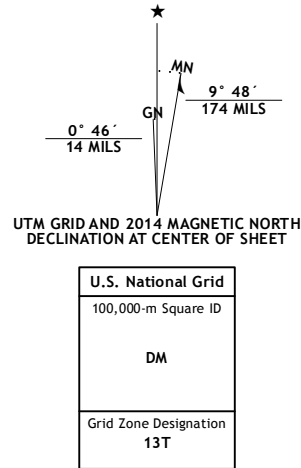 MN
9° 48´
174 MILS
GN
0° 46´
14 MILS
UTM GRID AND 2014 MAGNETIC NORTH
DECLINATION AT CENTER OF SHEET
U.S. National Grid
100,000-m Square ID
DM
Grid Zone Designation
13T